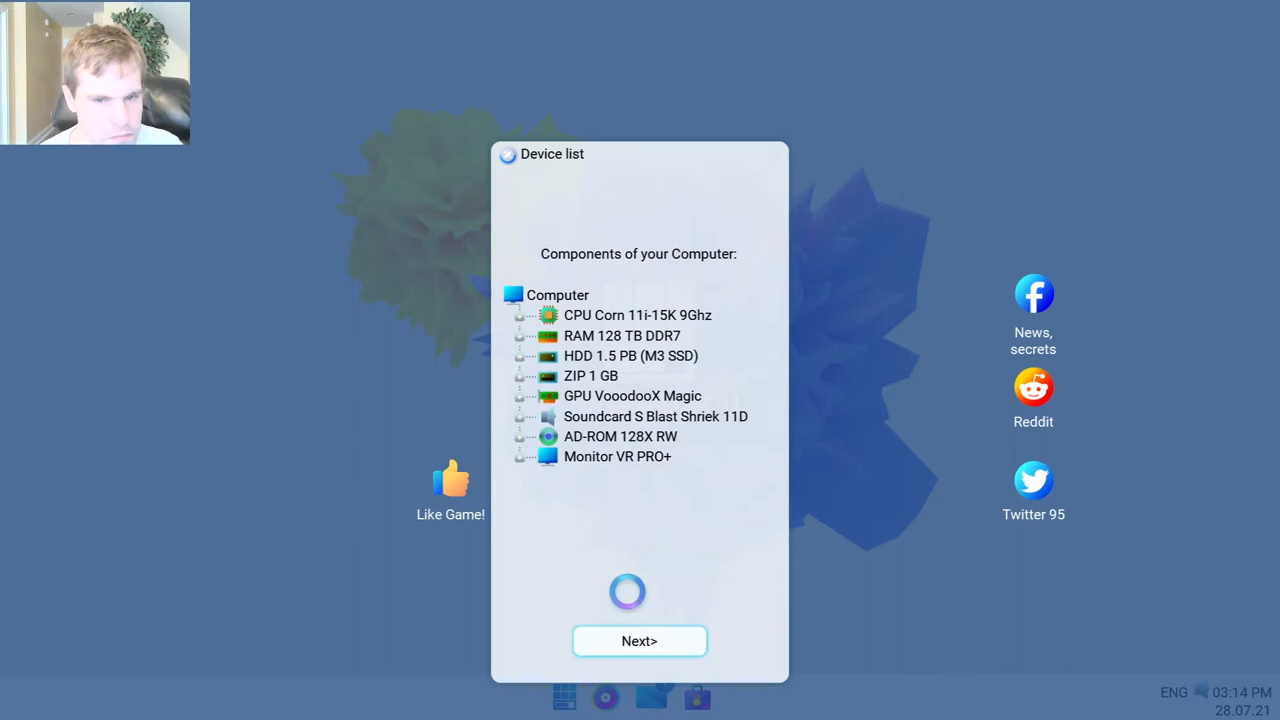 Device list
Components of your Computer:
Computer
CPU Corn 11i-15K 9Ghz
RAM 128 TB DDR7
HDD 1.5 PB (M3 SSD)
ZIP 1 GB
GPU VooodooX Magic
Soundcard S Blast Shriek 11D
AD-ROM 128X RW
Monitor VR PRO+
Next>
Like Game!
News,
secrets
Reddit
Twitter 95
ENG 03:14 PM
28.07.21